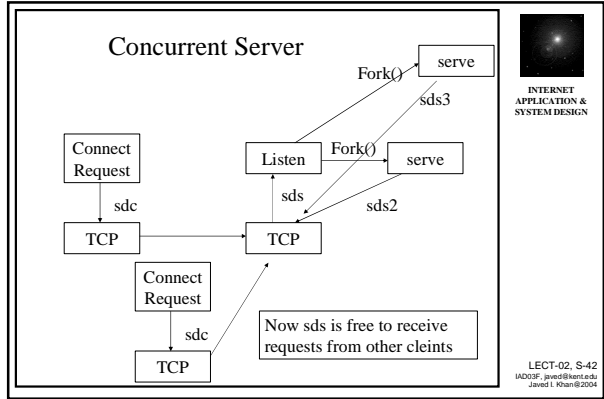 Concurrent Server
serve
Fork()
sds3
INTERNET
APPLICATION &
SYSTEM DESIGN
Connect
Request
Listen
Fork()
serve
sdc
sds
sds2
TCP
TCP
Connect
Request
sdc
Now sds is free to receive
requests from other cleints
TCP
LECT-02, S-42
IAD03F, javed@kent.edu
Javed I. Khan@2004